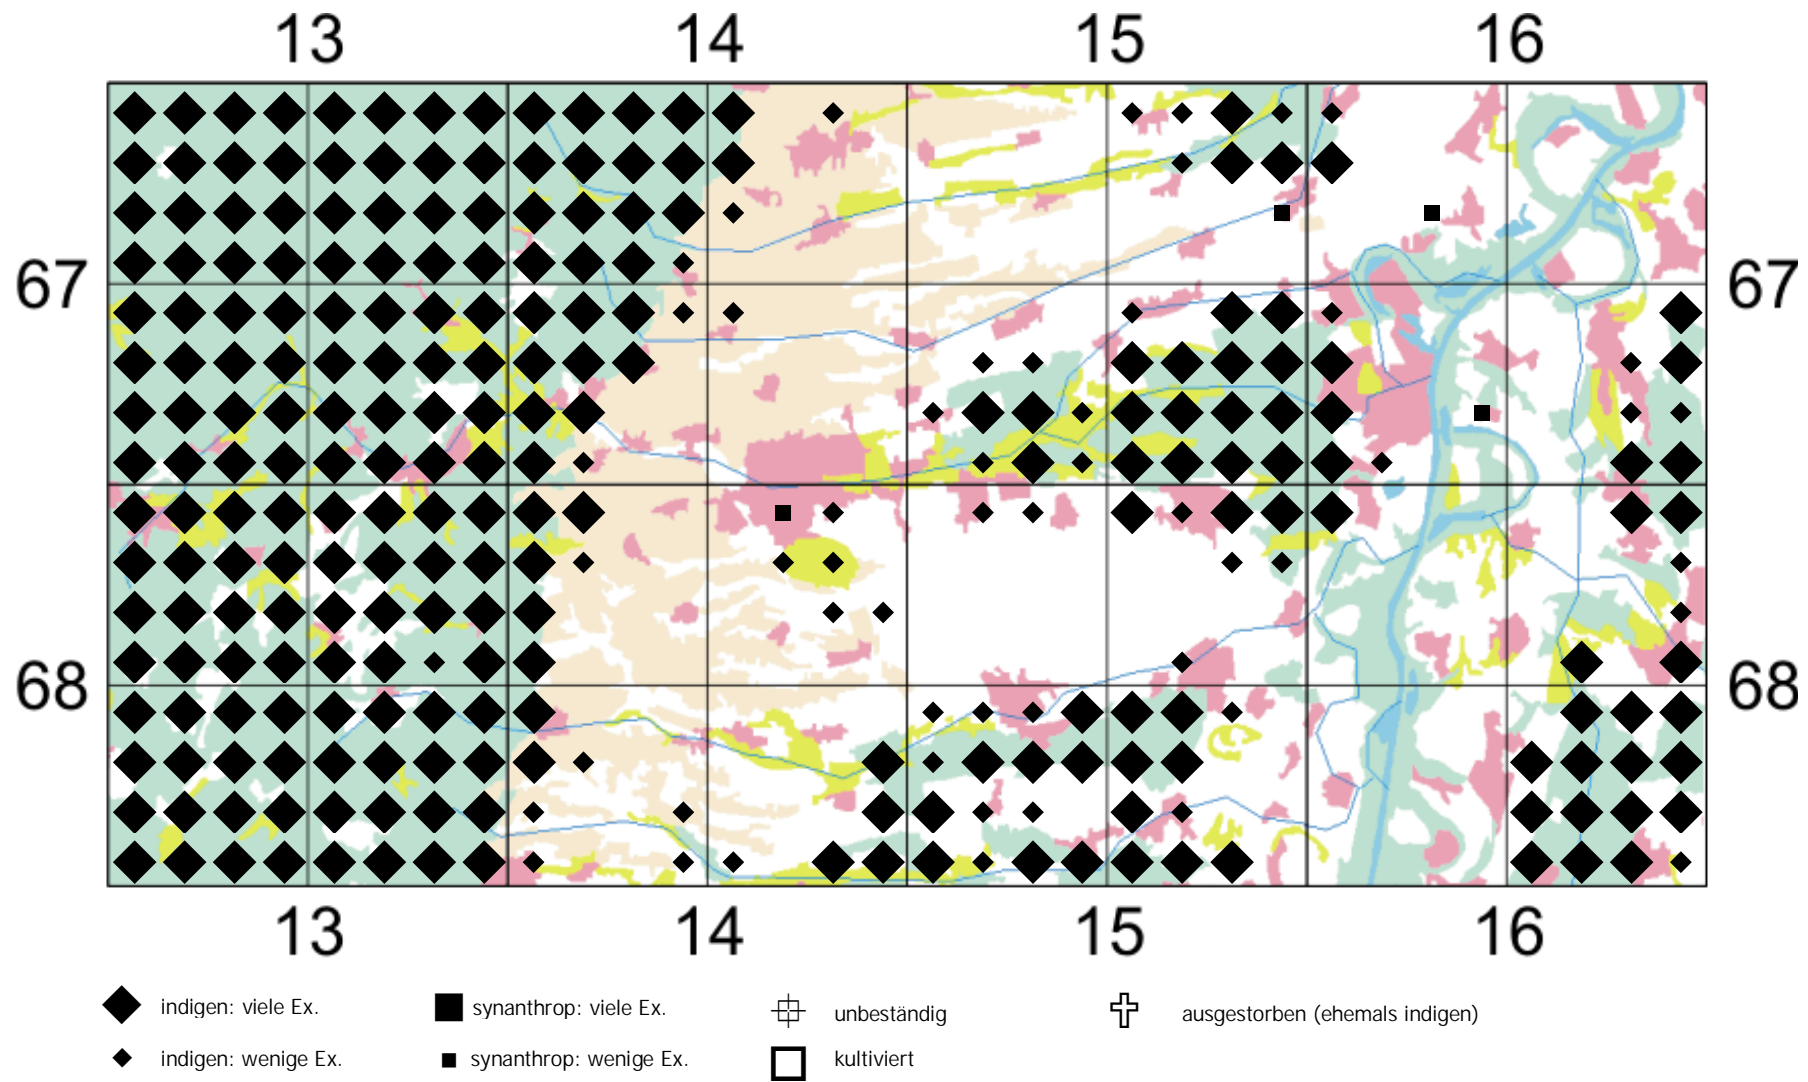 13 14 15 16
67 67
68 68
13 14 15 16
indigen: viele Ex. synanthrop: viele Ex. unbeständig ausgestorben (ehemals indigen)
indigen: wenige Ex. synanthrop: wenige Ex. kultiviert